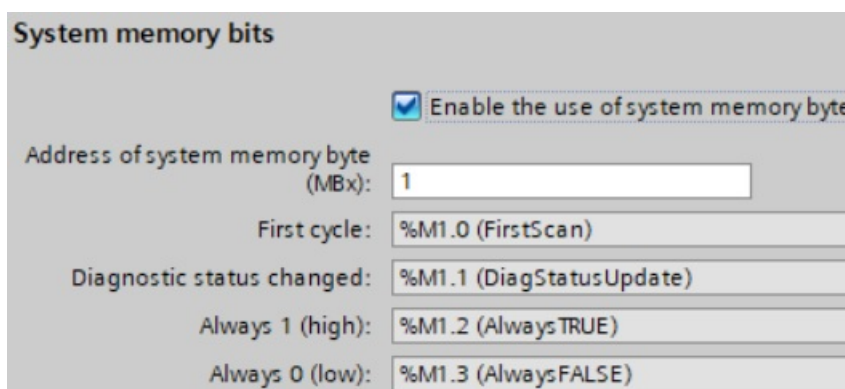 System memory bits
Enable the use of system memory byte
Address of system memory byte
(MBx): 1
First cycle: %M1.0 (FirstScan)
Diagnostic status changed: %M1.1 (DiagStatusUpdate)
Always 1 (high): %M1.2 (AlwaysTRUE)
Always 0 (low): %M1.3 (AlwaysFALSE)